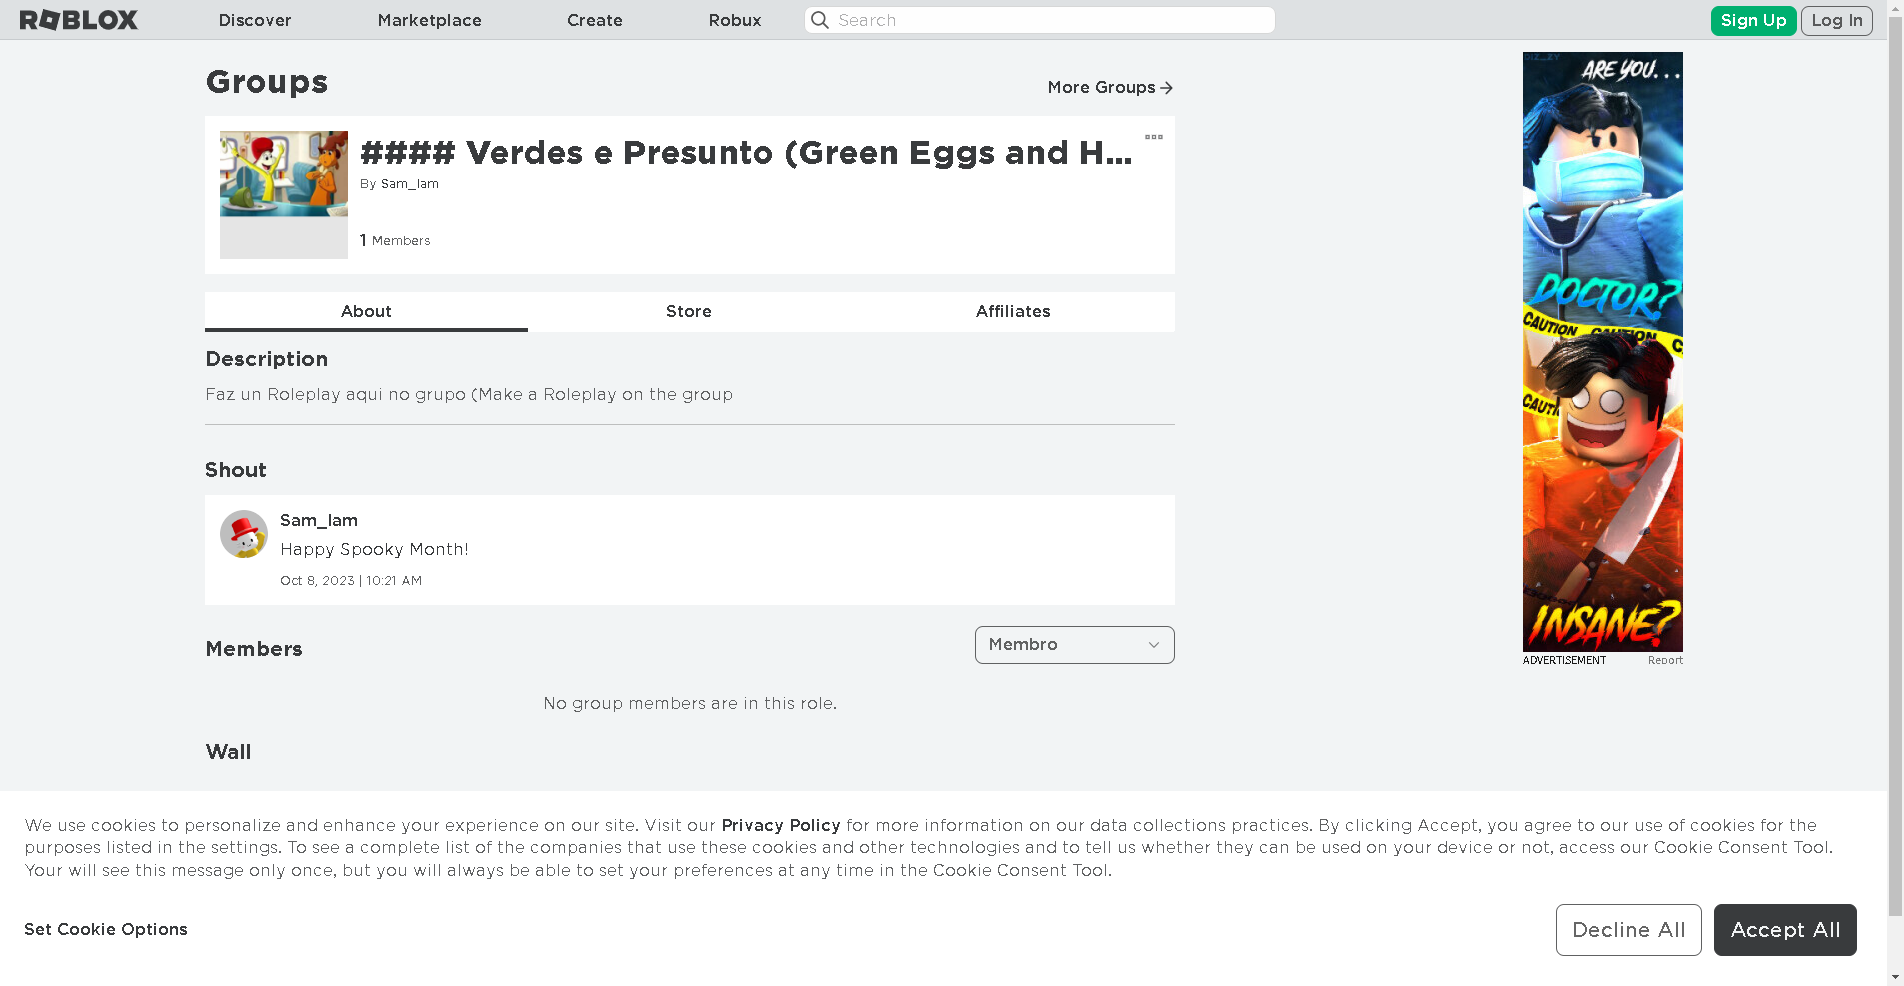 ROBLOX
Discover
Marketplace
Create
Robux
Search
Sign Up
Log In
Groups
More Groups
#### Verdes e Presunto (Green Eggs and H...
By Sam_Iam
1 Members
About
Store
Affiliates
Description
Faz un Roleplay aqui no grupo (Make a Roleplay on the group
Shout
Sam_Iam
Happy Spooky Month!
Oct 8, 2023 | 10:21 AM
Members
Membro
No group members are in this role.
Wall
ARE YOU...
DOCTOR?
CAUTION CAUTION C
CAUTI
INSANE?
ADVERTISEMENT
Report
We use cookies to personalize and enhance your experience on our site. Visit our Privacy Policy for more information on our data collections practices. By clicking Accept, you agree to our use of cookies for the
purposes listed in the settings. To see a complete list of the companies that use these cookies and other technologies and to tell us whether they can be used on your device or not, access our Cookie Consent Tool.
Your will see this message only once, but you will always be able to set your preferences at any time in the Cookie Consent Tool.
Set Cookie Options
Decline All
Accept All